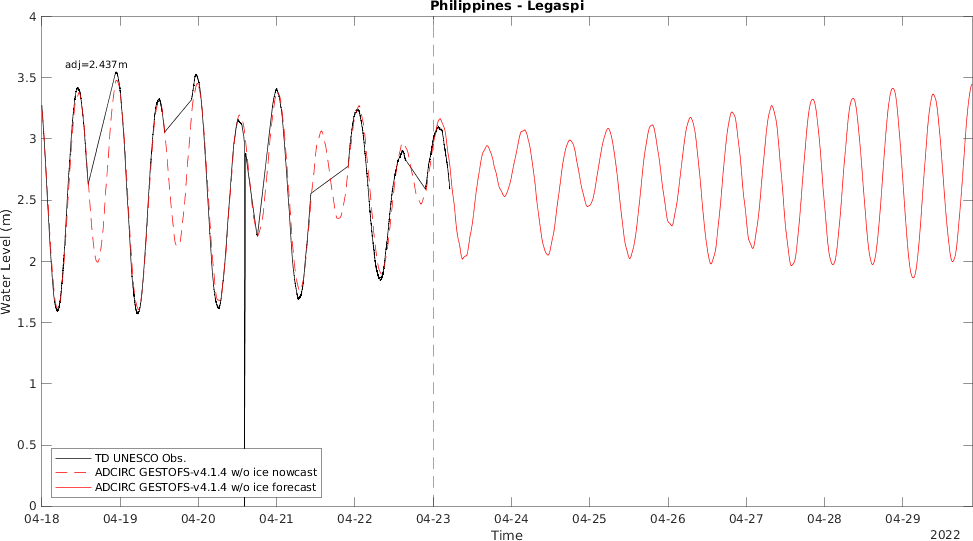 Philippines - Legaspi
4
3.5
3
2.5
2
1.5
1
0.5
0
Water Level (m)
adj=2.437m
TD UNESCO Obs.
ADCIRC GESTOFS-v4.1.4 w/o ice nowcast
ADCIRC GESTOFS-v4.1.4 w/o ice forecast
04-18 04-19 04-20 04-21 04-22 04-23 04-24 04-25 04-26 04-27 04-28 04-29
Time
2022